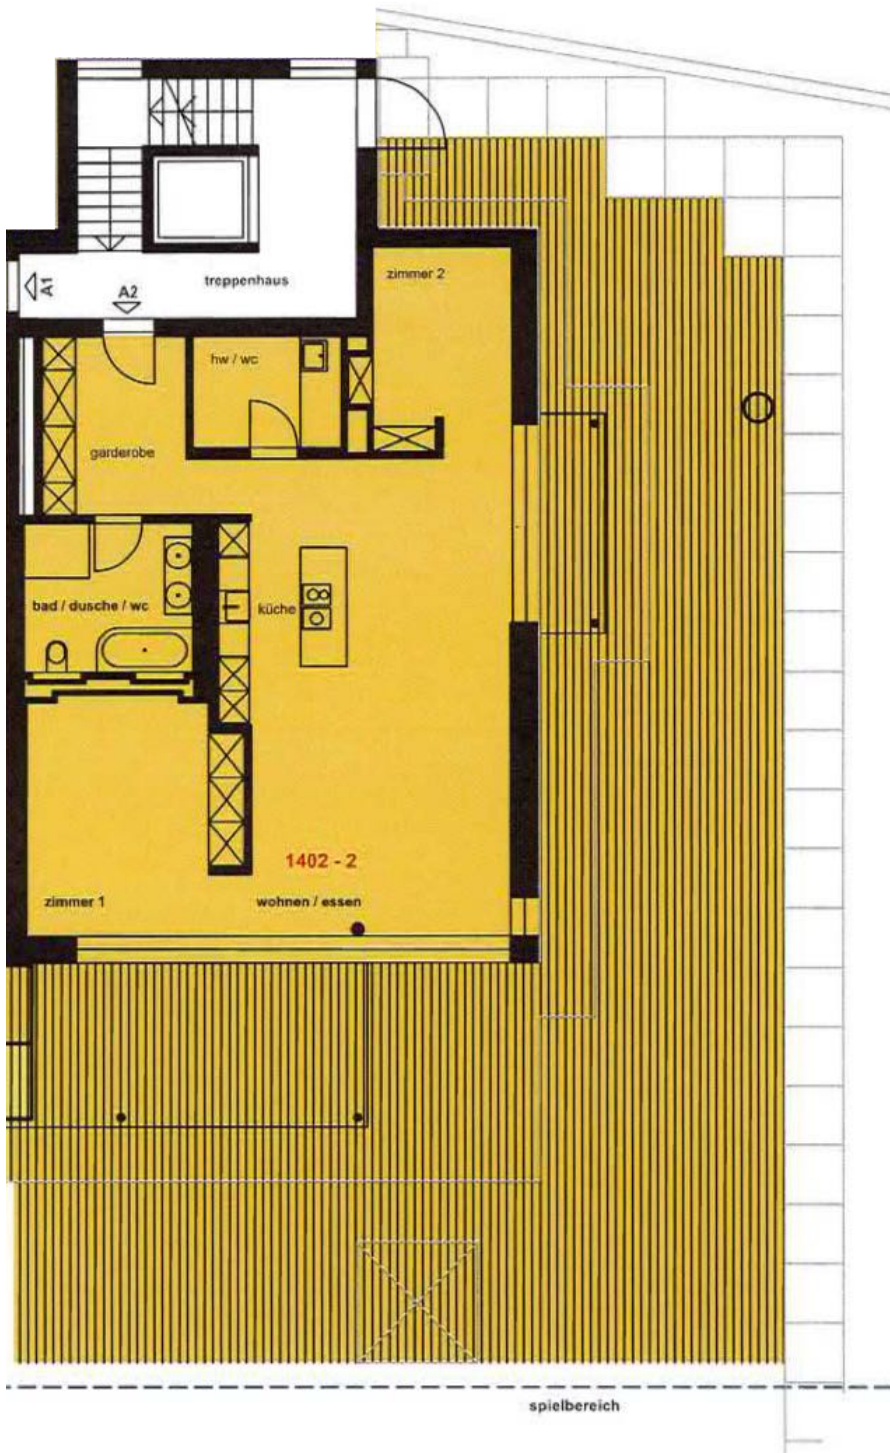 zimmer 2
treppenhaus
A1
A2
hw / wc
garderobe
bad / dusche / wc
küche
1402 - 2
zimmer 1
wohnen / essen
spielbereich